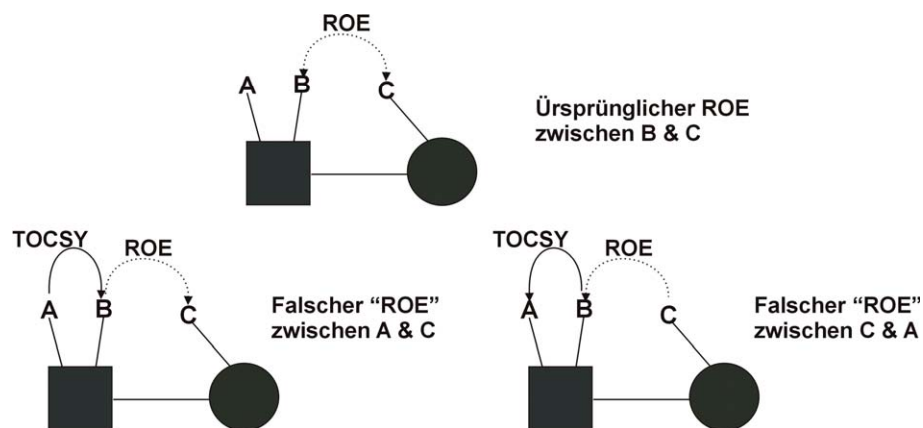 ROE
A
B
C
Ürsprünglicher ROE
zwischen B & C
TOCSY
ROE
A
B
C
Falscher “ROE”
zwischen A & C
TOCSY
ROE
A
B
C
Falscher “ROE”
zwischen C & A